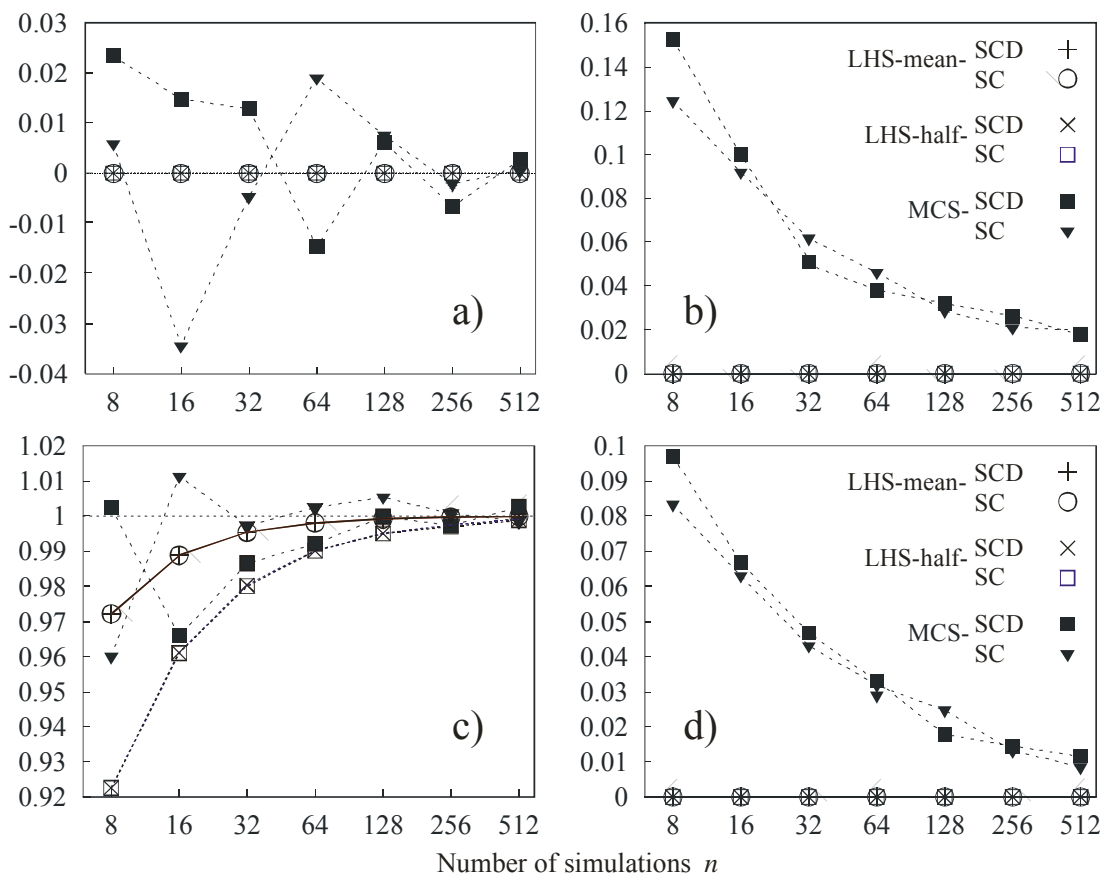 0.03
0.02
0.01
0
-0.01
-0.02
-0.03
-0.04
8 16 32 64 128 256 512
a)
0.16
0.14
0.12
0.1
0.08
0.06
0.04
0.02
0
8 16 32 64 128 256 512
LHS-mean- SCD
SC
LHS-half- SCD
SC
MCS- SCD
SC
b)
1.02
1.01
1
0.99
0.98
0.97
0.96
0.95
0.94
0.93
0.92
8 16 32 64 128 256 512
c)
0.1
0.09
0.08
0.07
0.06
0.05
0.04
0.03
0.02
0.01
0
8 16 32 64 128 256 512
LHS-mean- SCD
SC
LHS-half- SCD
SC
MCS- SCD
SC
d)
Number of simulations n